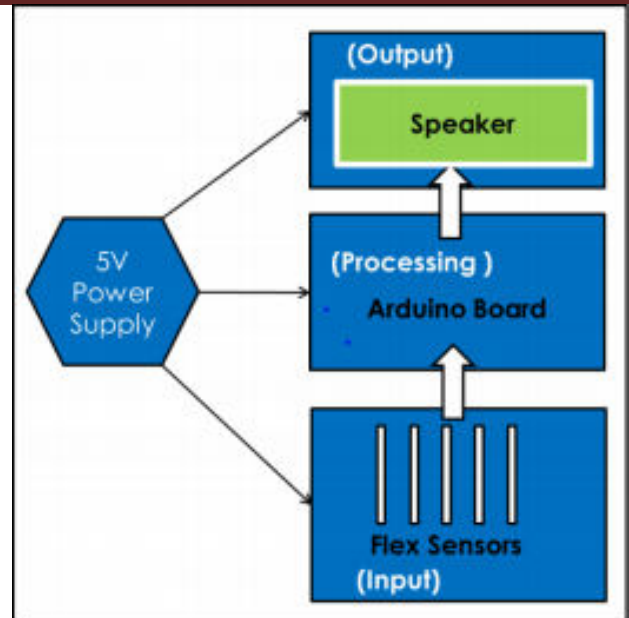 (Output)
Speaker
5V
Power
Supply
(Processing )
Arduino Board
Flex Sensors
(Input)